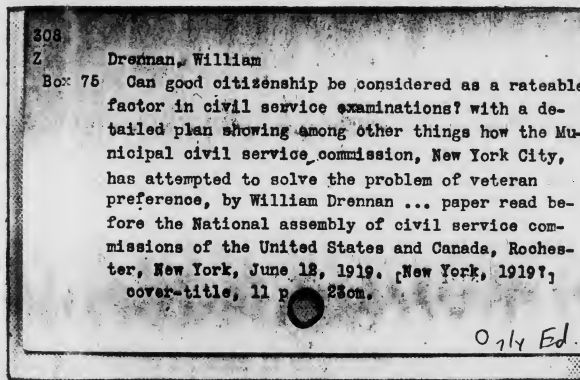 308
Z Drennan, William
Box 75 Can good citizenship be considered as a rateable
factor in civil service examinations? with a de-
tailed plan showing among other things how the Mu-
nicipal civil service commission, New York City,
has attempted to solve the problem of veteran
preference, by William Drennan ... paper read be-
fore the National assembly of civil service com-
missions of the United States and Canada, Roches-
ter, New York, June 12, 1919. [New York, 1919?]
cover-title, 11 p. 23cm.
Only Ed.